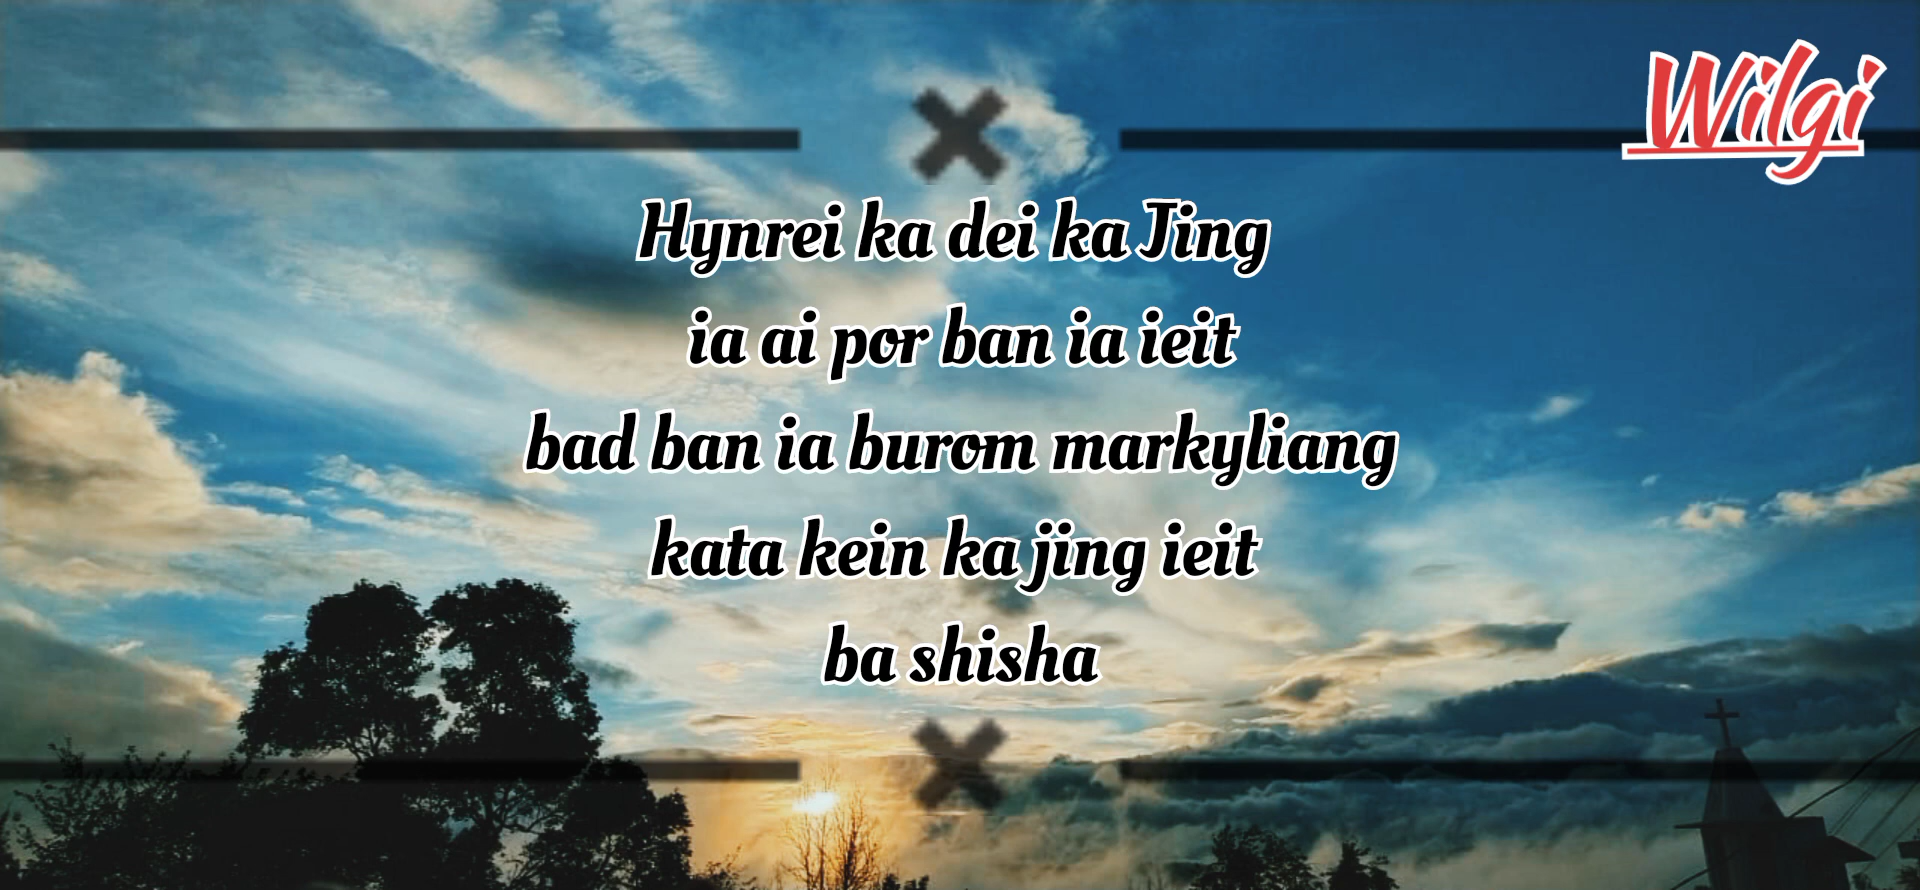 Wilgi
Hynrei ka dei ka Jing
ia ai por ban ia ieit
bad ban ia burom markyliang
kata kein ka jing ieit
ba shisha